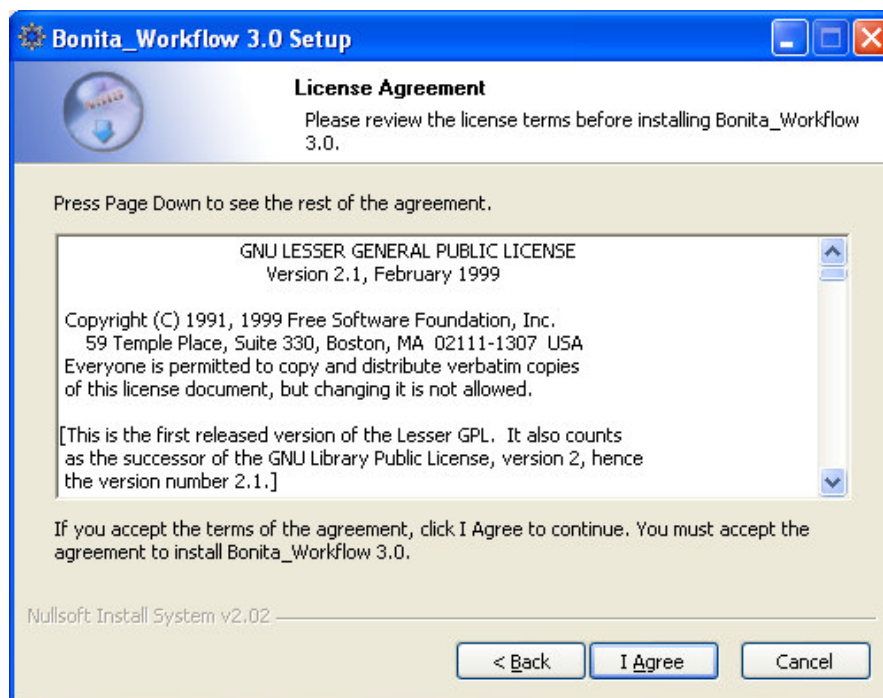 Bonita_Workflow 3.0 Setup
License Agreement
Please review the license terms before installing Bonita_Workflow
3.0.
Press Page Down to see the rest of the agreement.
GNU LESSER GENERAL PUBLIC LICENSE
Version 2.1, February 1999
Copyright (C) 1991, 1999 Free Software Foundation, Inc.
59 Temple Place, Suite 330, Boston, MA  02111-1307  USA
Everyone is permitted to copy and distribute verbatim copies
of this license document, but changing it is not allowed.
[This is the first released version of the Lesser GPL.  It also counts
as the successor of the GNU Library Public License, version 2, hence
the version number 2.1.]
If you accept the terms of the agreement, click I Agree to continue. You must accept the
agreement to install Bonita_Workflow 3.0.
Nullsoft Install System v2.02
< Back
I Agree
Cancel